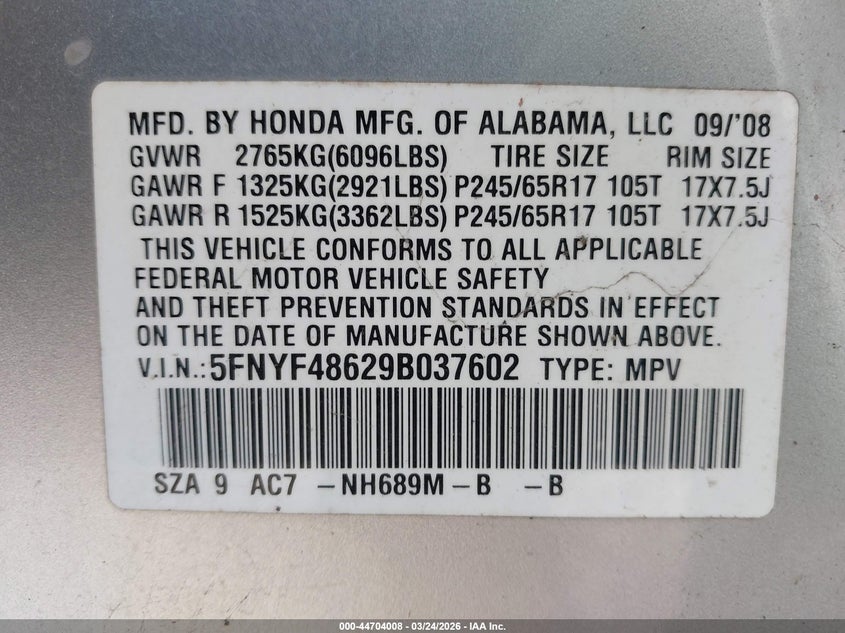 MFD. BY HONDA MFG. OF ALABAMA, LLC 09/'08
GVWR 2765KG(6096LBS) TIRE SIZE RIM SIZE
GAWR F 1325KG(2921LBS) P245/65R17 105T 17X7.5J
GAWR R 1525KG(3362LBS) P245/65R17 105T 17X7.5J
THIS VEHICLE CONFORMS TO ALL APPLICABLE
FEDERAL MOTOR VEHICLE SAFETY
AND THEFT PREVENTION STANDARDS IN EFFECT
ON THE DATE OF MANUFACTURE SHOWN ABOVE.
V.I.N.:5FNYF48629B037602 TYPE: MPV
SZA 9 AC7 -NH689M-B -B
000-44704008 - 03/24/2026 - IAA Inc.